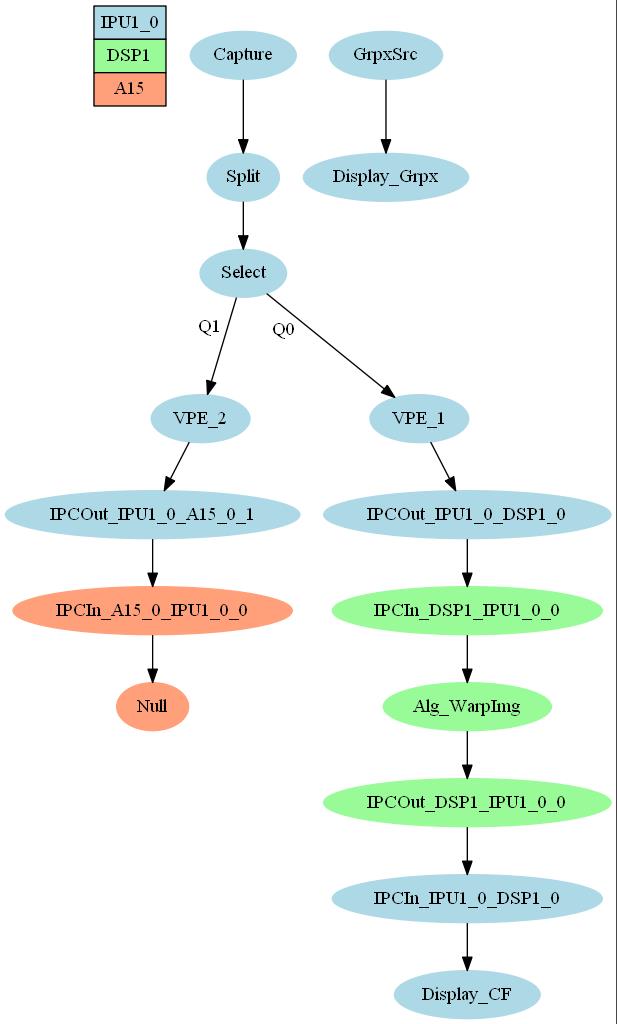 IPU1_0
DSP1
A15
Capture
GrpxSrc
Split
Display_Grpx
Select
Q1
Q0
VPE_2
VPE_1
IPCOut_IPU1_0_A15_0_1
IPCOut_IPU1_0_DSP1_0
IPCIn_A15_0_IPU1_0_0
IPCIn_DSP1_IPU1_0_0
Null
Alg_WarpImg
IPCOut_DSP1_IPU1_0_0
IPCIn_IPU1_0_DSP1_0
Display_CF